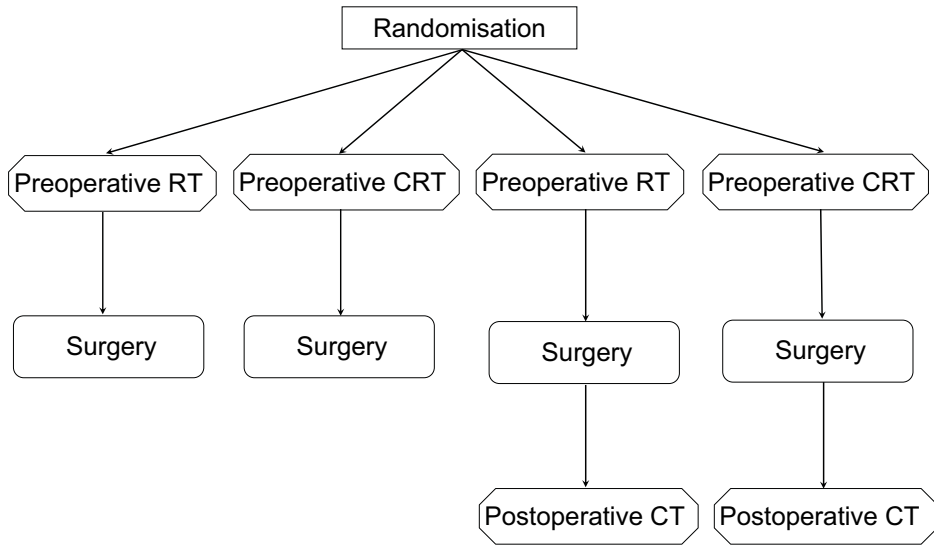 Randomisation
Preoperative RT
Preoperative CRT
Preoperative RT
Preoperative CRT
Surgery
Surgery
Surgery
Surgery
Postoperative CT
Postoperative CT